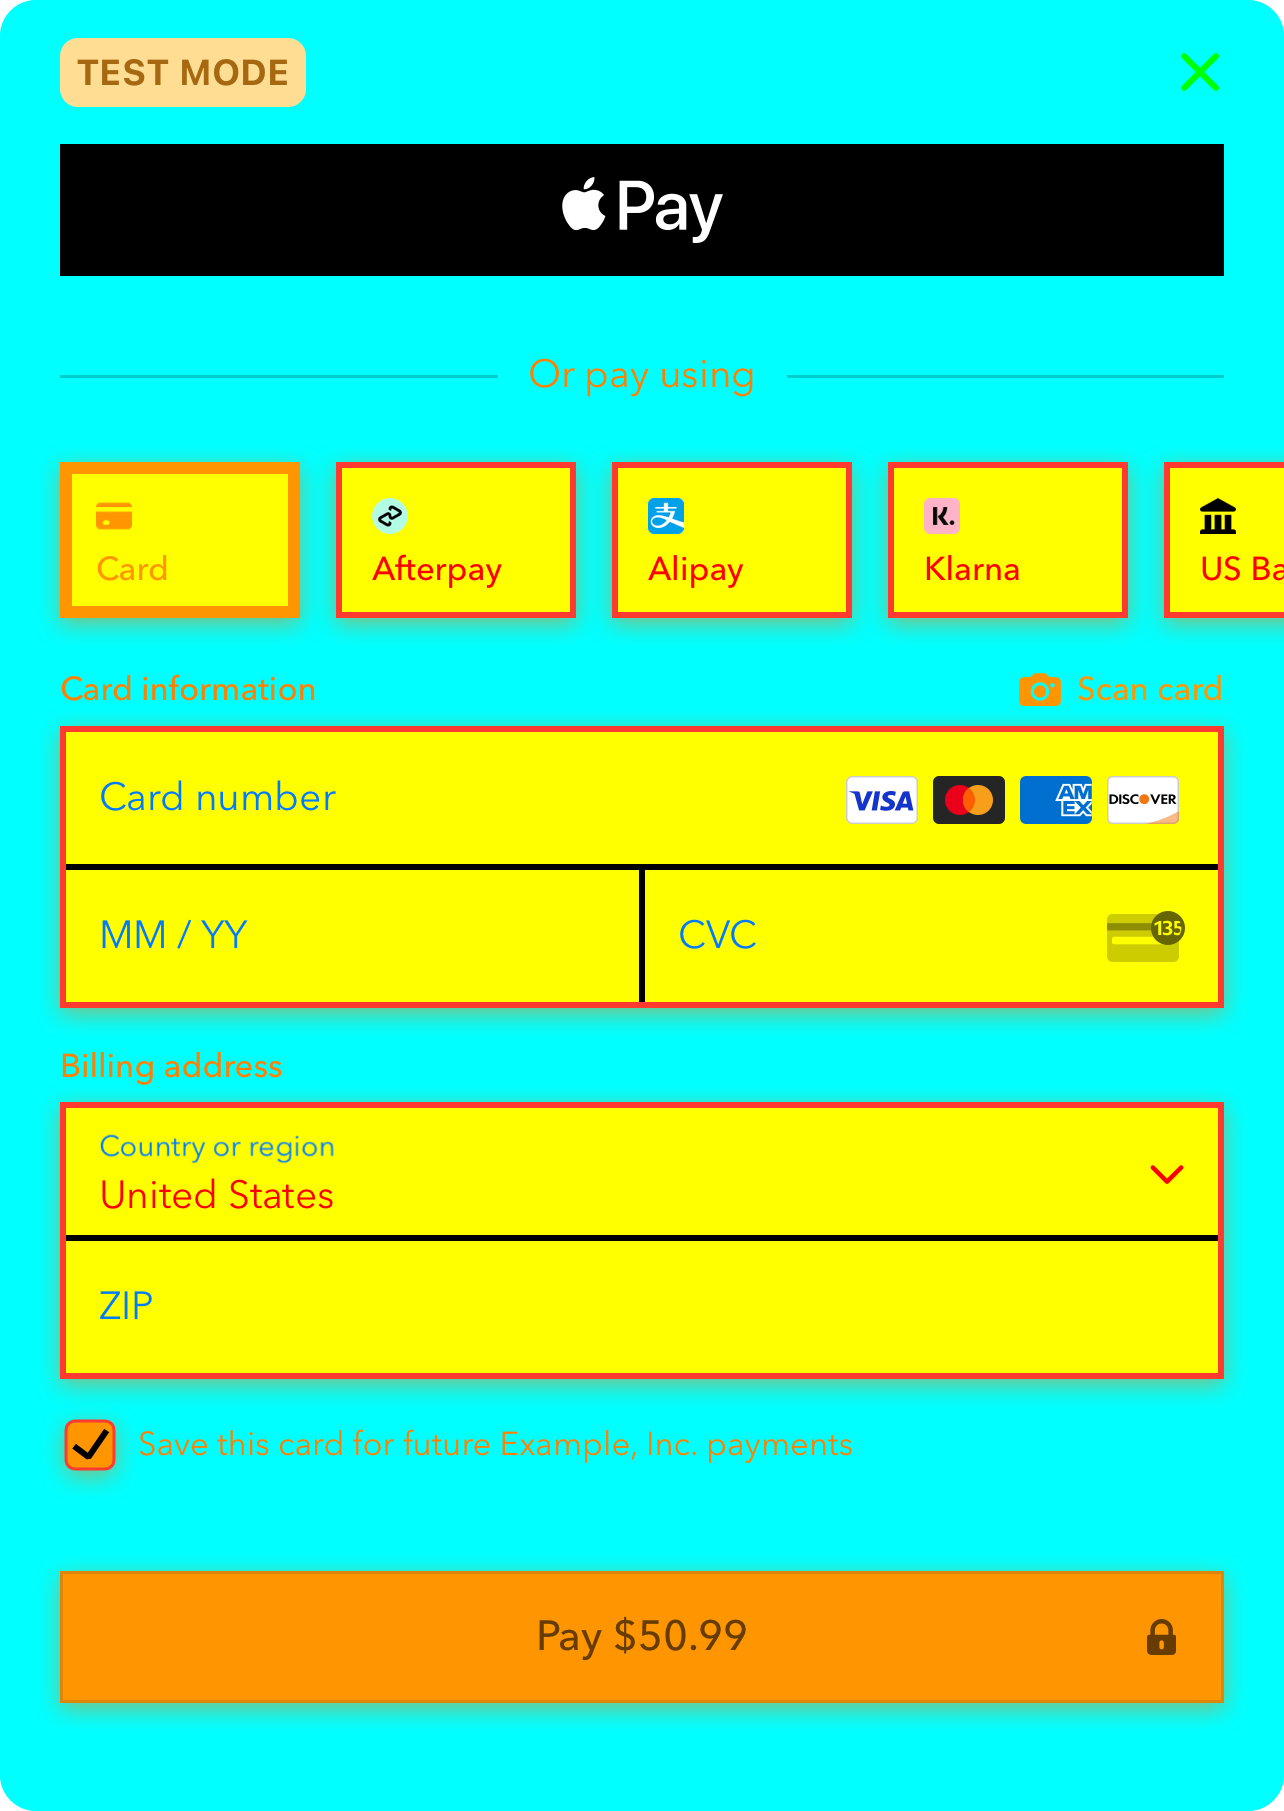 TEST MODE
Pay
Or pay using
Card
Afterpay
Alipay
Klarna
US Ba
Card information
Scan card
Card number
VISA
AM
EX
DISCOVER
MM / YY
CVC
135
Billing address
Country or region
United States
ZIP
Save this card for future Example, Inc. payments
Pay $50.99